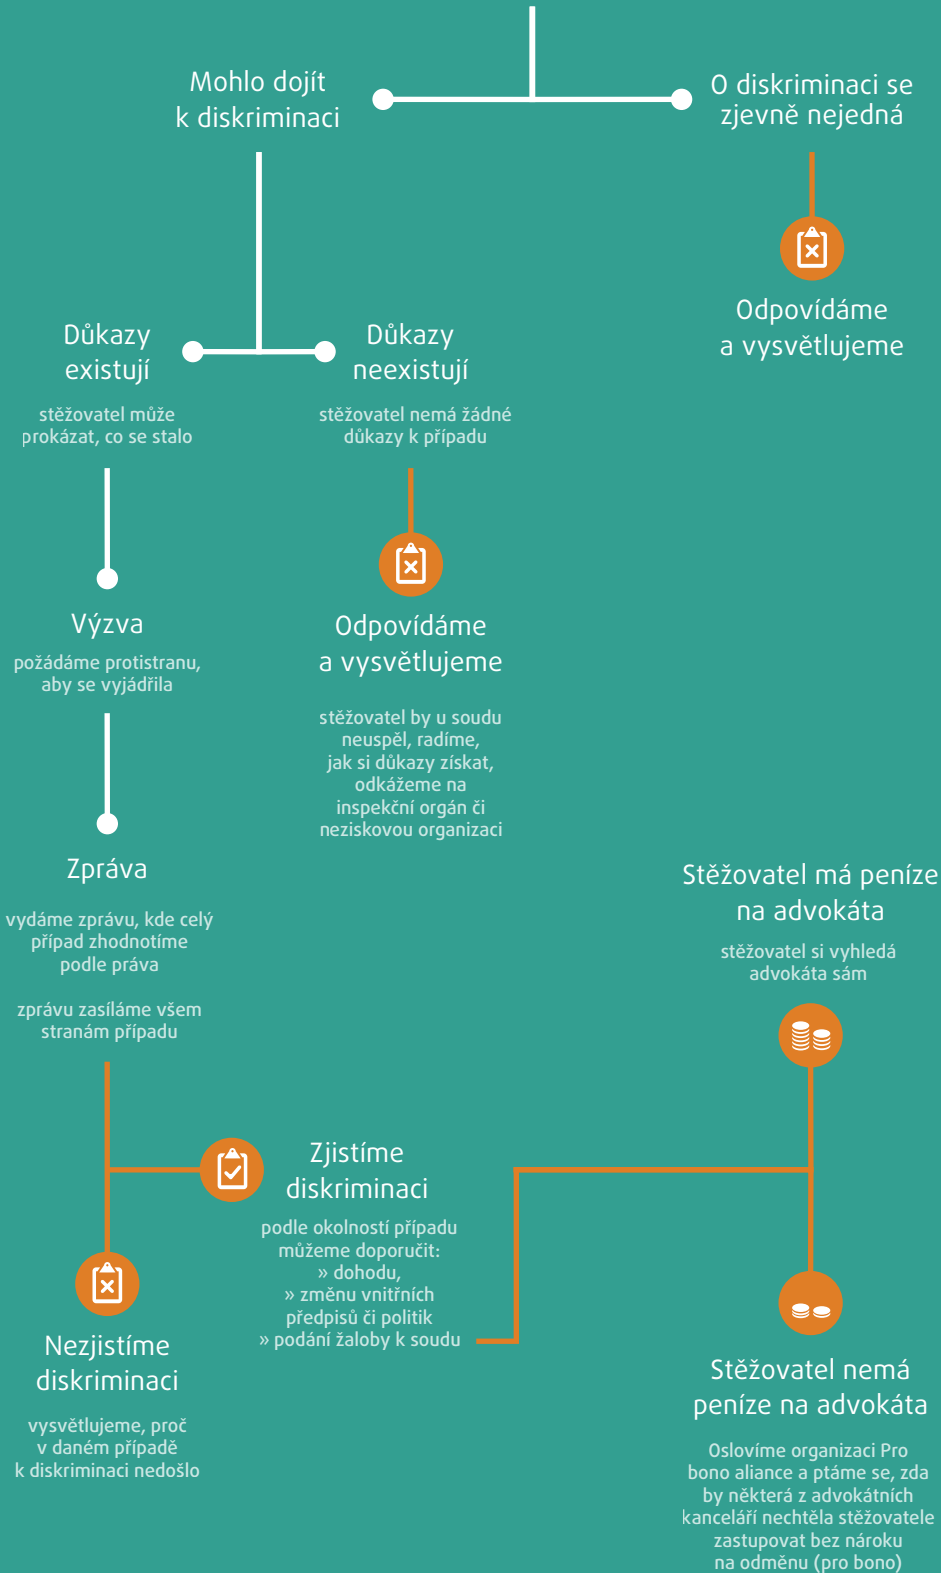 Mohlo dojít
k diskriminaci
O diskriminaci se
zjevně nejedná
Odpovídáme
a vysvětlujeme
Důkazy
existují
stěžovatel může
prokázat, co se stalo
Důkazy
neexistují
stěžovatel nemá žádné
důkazy k případu
Výzva
požádáme protistranu,
aby se vyjádřila
Odpovídáme
a vysvětlujeme
stěžovatel by u soudu
neuspěl, radíme,
jak si důkazy získat,
odkážeme na
inspekční orgán či
neziskovou organizaci
Zpráva
vydáme zprávu, kde celý
případ zhodnotíme
podle práva
zprávu zasíláme všem
stranám případu
Zjistíme
diskriminaci
podle okolností případu
můžeme doporučit:
» dohodu,
» změnu vnitřních
předpisů či politik
» podání žaloby k soudu
Nezjistíme
diskriminaci
vysvětlujeme, proč
v daném případě
k diskriminaci nedošlo
Stěžovatel má peníze
na advokáta
stěžovatel si vyhledá
advokáta sám
Stěžovatel nemá
peníze na advokáta
Oslovíme organizaci Pro
bono aliance a ptáme se, zda
by některá z advokátních
kanceláří nechtěla stěžovatele
zastupovat bez nároku
na odměnu (pro bono)